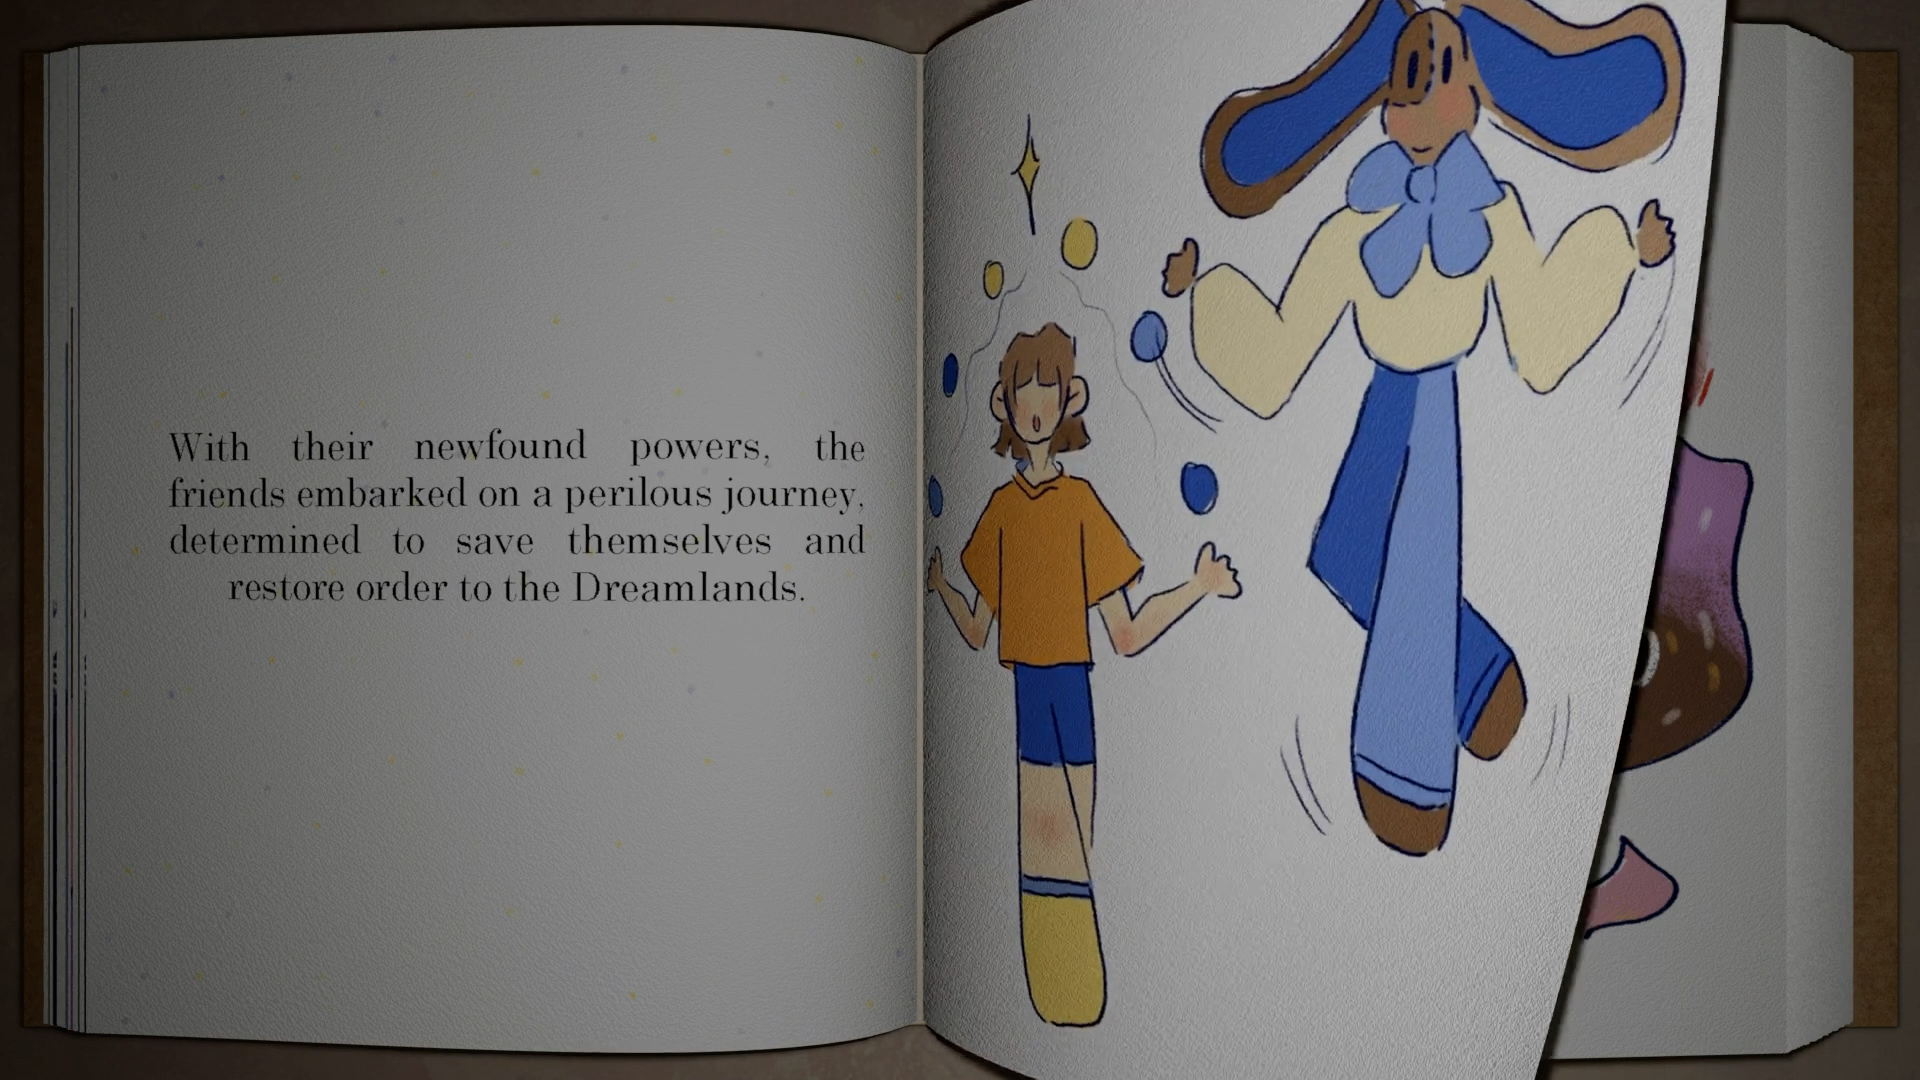 With their newfound powers, the
friends embarked on a perilous journey,
determined to save themselves and
restore order to the Dreamlands.